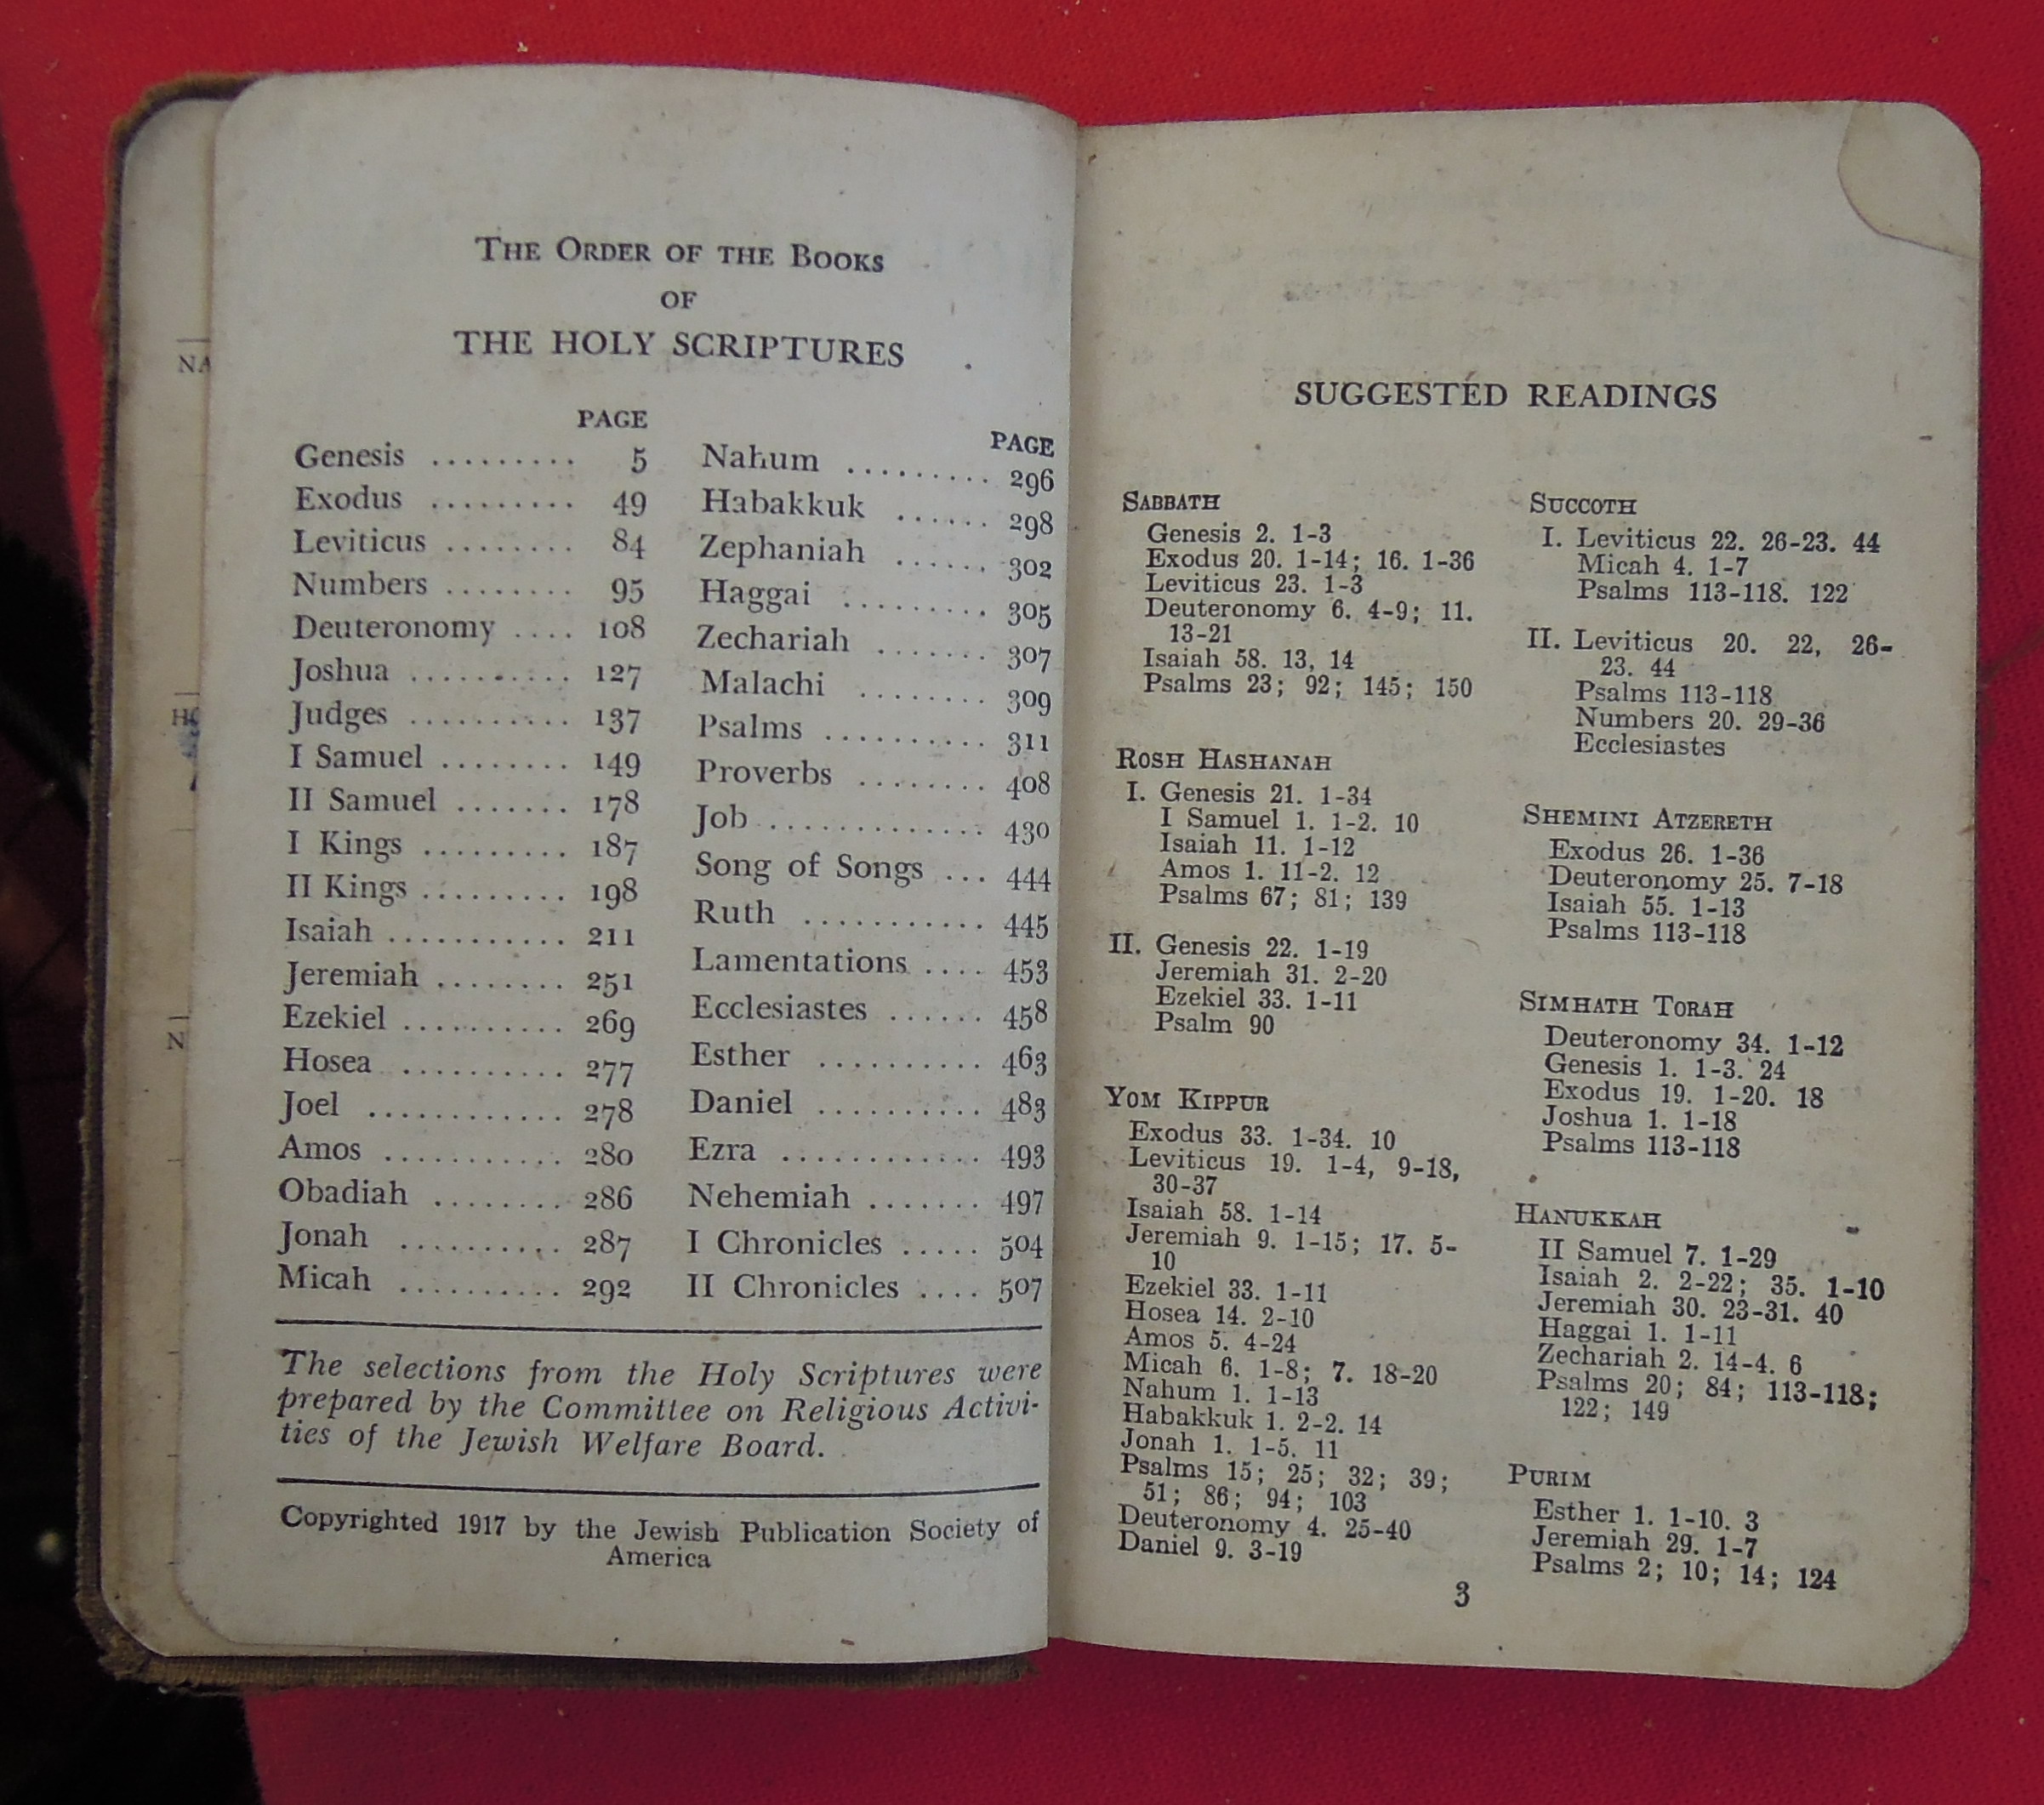 NA
HO
N
THE ORDER OF THE BOOKS
OF
THE HOLY SCRIPTURES
PAGE
Genesis ......... 5
Exodus ......... 49
Leviticus ........ 84
Numbers ........ 95
Deuteronomy .... 108
Joshua .......... 127
Judges .......... 137
I Samuel ........ 149
II Samuel ....... 178
I Kings ......... 187
II Kings ......... 198
Isaiah ........... 211
Jeremiah ........ 251
Ezekiel .......... 269
Hosea .......... 277
Joel ............ 278
Amos ........... 280
Obadiah ........ 286
Jonah .......... 287
Micah .......... 292
PAGE
Nahum ......... 296
Habakkuk ...... 298
Zephaniah ...... 302
Haggai ......... 305
Zechariah ....... 307
Malachi ........ 309
Psalms .......... 311
Proverbs ........ 408
Job ............. 430
Song of Songs ... 444
Ruth ........... 445
Lamentations .... 453
Ecclesiastes ...... 458
Esther .......... 463
Daniel .......... 483
Ezra ............ 493
Nehemiah ....... 497
I Chronicles ..... 504
II Chronicles .... 507
The selections from the Holy Scriptures were
prepared by the Committee on Religious Activi-
ties of the Jewish Welfare Board.
Copyrighted 1917 by the Jewish Publication Society of
America
SUGGESTED READINGS
SABBATH
Genesis 2. 1-3
Exodus 20. 1-14; 16. 1-36
Leviticus 23. 1-3
Deuteronomy 6. 4-9; 11.
13-21
Isaiah 58. 13, 14
Psalms 23; 92; 145; 150
ROSH HASHANAH
I. Genesis 21. 1-34
I Samuel 1. 1-2. 10
Isaiah 11. 1-12
Amos 1. 11-2. 12
Psalms 67; 81; 139
II. Genesis 22. 1-19
Jeremiah 31. 2-20
Ezekiel 33. 1-11
Psalm 90
YOM KIPPUR
Exodus 33. 1-34. 10
Leviticus 19. 1-4, 9-18,
30-37
Isaiah 58. 1-14
Jeremiah 9. 1-15; 17. 5-
10
Ezekiel 33. 1-11
Hosea 14. 2-10
Amos 5. 4-24
Micah 6. 1-8; 7. 18-20
Nahum 1. 1-13
Habakkuk 1. 2-2. 14
Jonah 1. 1-5. 11
Psalms 15; 25; 32; 39;
51; 86; 94; 103
Deuteronomy 4. 25-40
Daniel 9. 3-19
SUCCOTH
I. Leviticus 22. 26-23. 44
Micah 4. 1-7
Psalms 113-118. 122
II. Leviticus 20. 22, 26-
23. 44
Psalms 113-118
Numbers 20. 29-36
Ecclesiastes
SHEMINI ATZERETH
Exodus 26. 1-36
Deuteronomy 25. 7-18
Isaiah 55. 1-13
Psalms 113-118
SIMHATH TORAH
Deuteronomy 34. 1-12
Genesis 1. 1-3. 24
Exodus 19. 1-20. 18
Joshua 1. 1-18
Psalms 113-118
HANUKKAH
II Samuel 7. 1-29
Isaiah 2. 2-22; 35. 1-10
Jeremiah 30. 23-31. 40
Haggai 1. 1-11
Zechariah 2. 14-4. 6
Psalms 20; 84; 113-118;
122; 149
PURIM
Esther 1. 1-10. 3
Jeremiah 29. 1-7
Psalms 2; 10; 14; 124
3